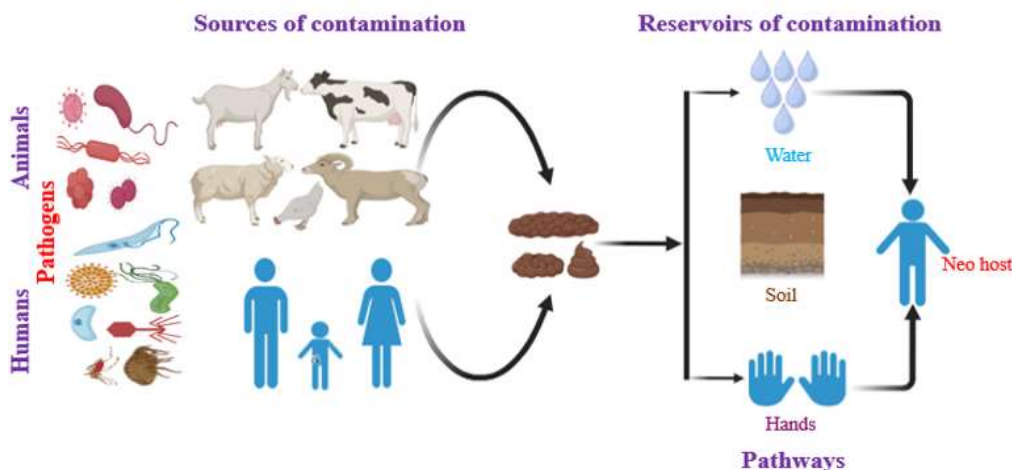 Sources of contamination
Reservoirs of contamination
Animals
Pathogens
Humans
Water
Soil
Hands
Neo host
Pathways